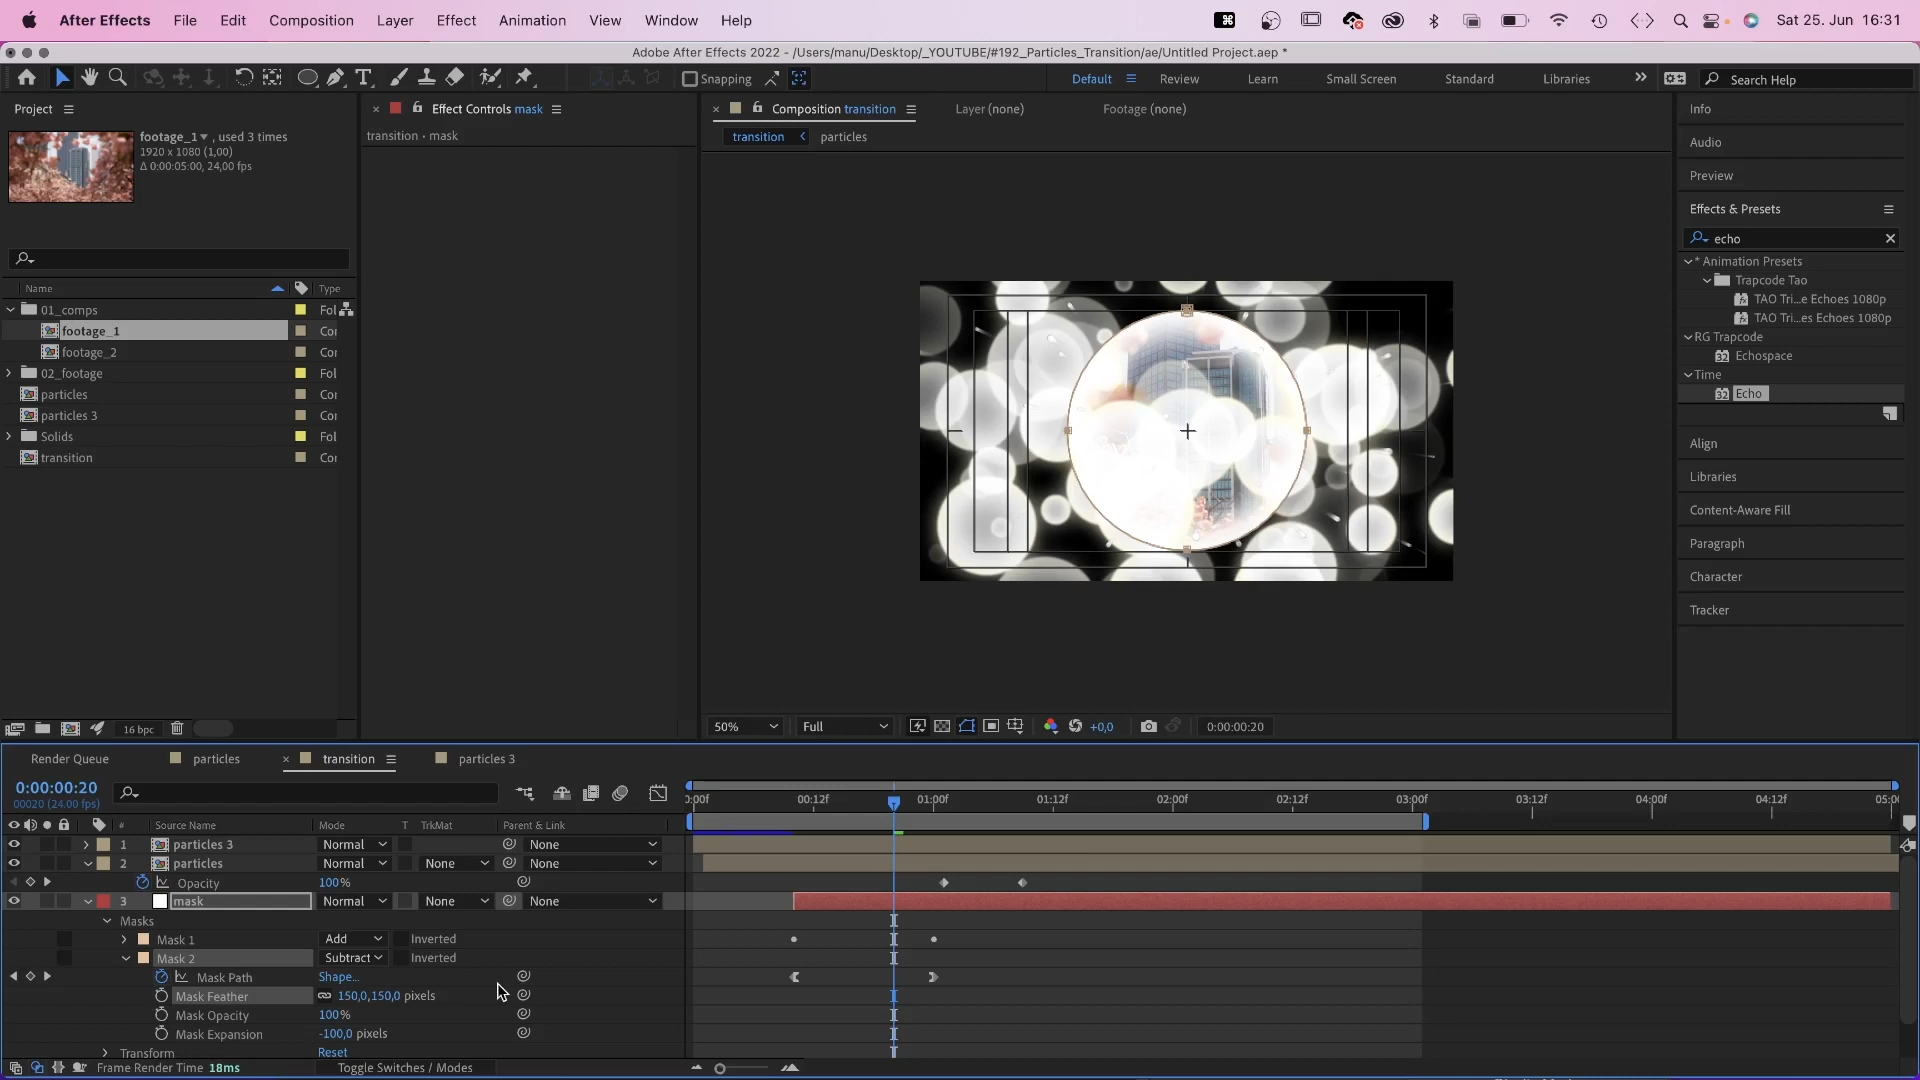 After Effects File Edit Composition Layer Effect Animation View Window Help Sat 25. Jun 16:31
Adobe After Effects 2022 - /Users/manu/Desktop/_YOUTUBE/#192_Particles_Transition/ae/Untitled Project.aep *
Snapping Default Review Learn Small Screen Standard Libraries Search Help
Project Effect Controls mask Composition transition Layer (none) Footage (none) Info
footage_1 , used 3 times transition • mask transition particles
1920 x 1080 (1,00)
Δ 0:00:05:00, 24,00 fps
Audio
Preview
Effects & Presets
echo
* Animation Presets
Trapcode Tao
TAO Tri...e Echoes 1080p
TAO Tri...es Echoes 1080p
RG Trapcode
Echospace
Time
Echo
Align
Libraries
Content-Aware Fill
Paragraph
Character
Tracker
Name Type
01_comps Fol
footage_1 Cor
footage_2 Cor
02_footage Fol
particles Cor
particles 3 Cor
Solids Fol
transition Cor
16 bpc 50% Full +0,0 0:00:00:20
Render Queue particles transition particles 3
0:00:00:20
00020 (24.00 fps)
0:00f 00:12f 01:00f 01:12f 02:00f 02:12f 03:00f 03:12f 04:00f 04:12f 05:0
# Source Name Mode T TrkMat Parent & Link
1 particles 3 Normal None
2 particles Normal None None
Opacity 100%
3 mask Normal None None
Masks
Mask 1 Add Inverted
Mask 2 Subtract Inverted
Mask Path Shape...
Mask Feather 150,0,150,0 pixels
Mask Opacity 100%
Mask Expansion -100,0 pixels
Transform Reset
Frame Render Time 18ms Toggle Switches / Modes